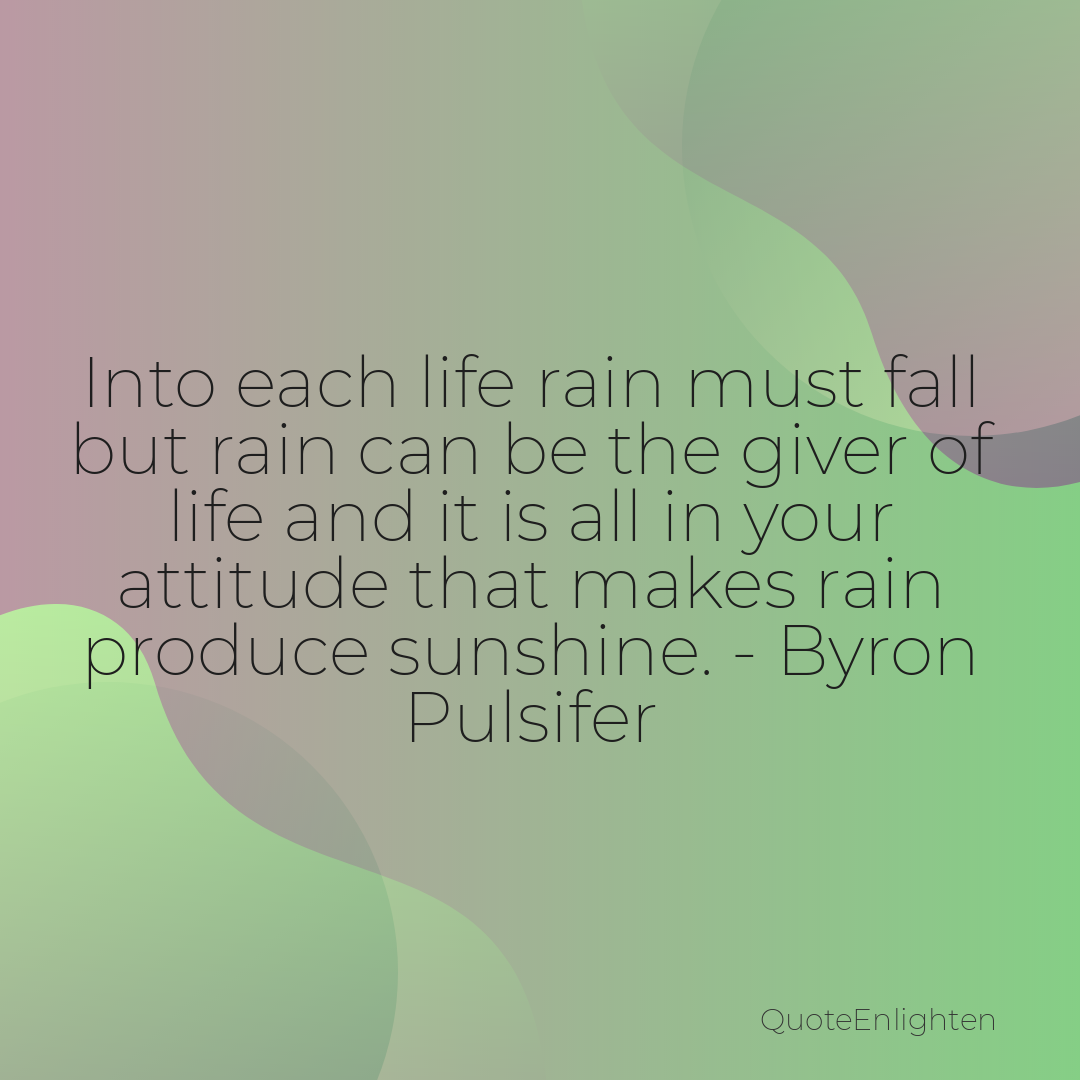 Into each life rain must fall
but rain can be the giver of
life and it is all in your
attitude that makes rain
produce sunshine. - Byron
Pulsifer
QuoteEnlighten